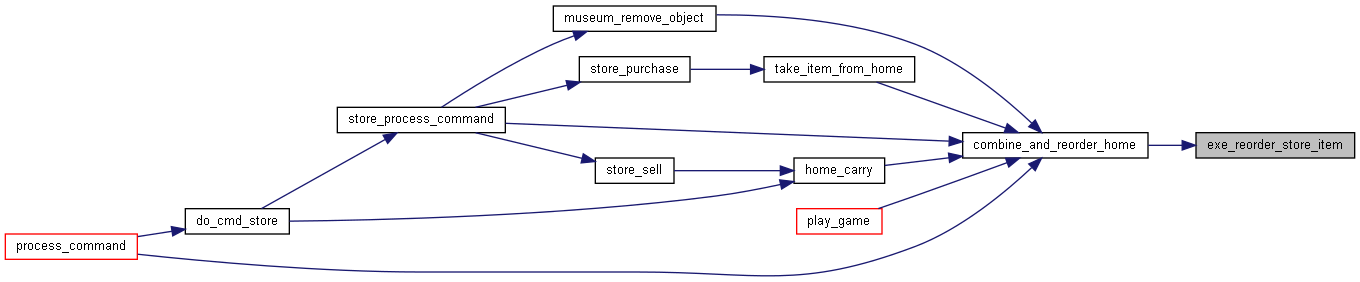 museum_remove_object
store_purchase
take_item_from_home
store_process_command
combine_and_reorder_home
exe_reorder_store_item
store_sell
home_carry
do_cmd_store
play_game
process_command